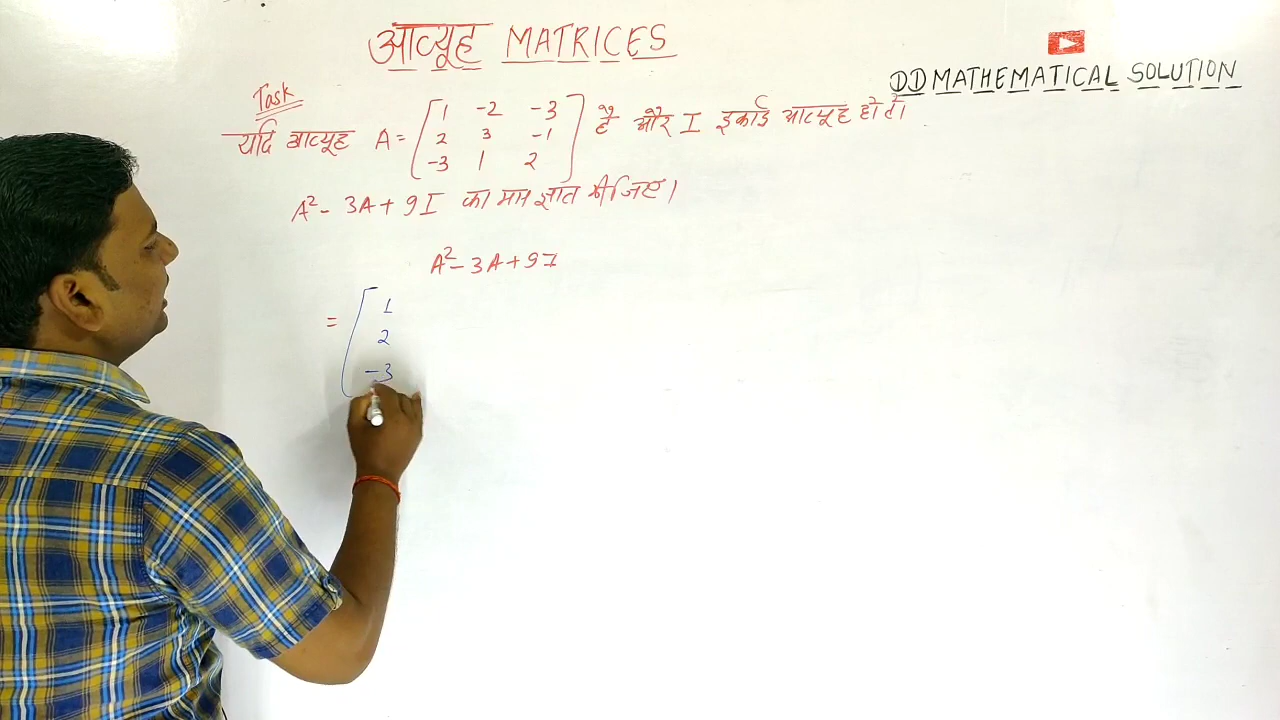 आव्यूह MATRICES
DD MATHEMATICAL SOLUTION
Task
यदि आव्यूह A = [1 -2 -3
2 3 -1
-3 1 2] है और I इकाई आव्यूह हो तो
A² - 3A + 9I का मान ज्ञात कीजिए।
A² - 3A + 9I
= [1
2
-3